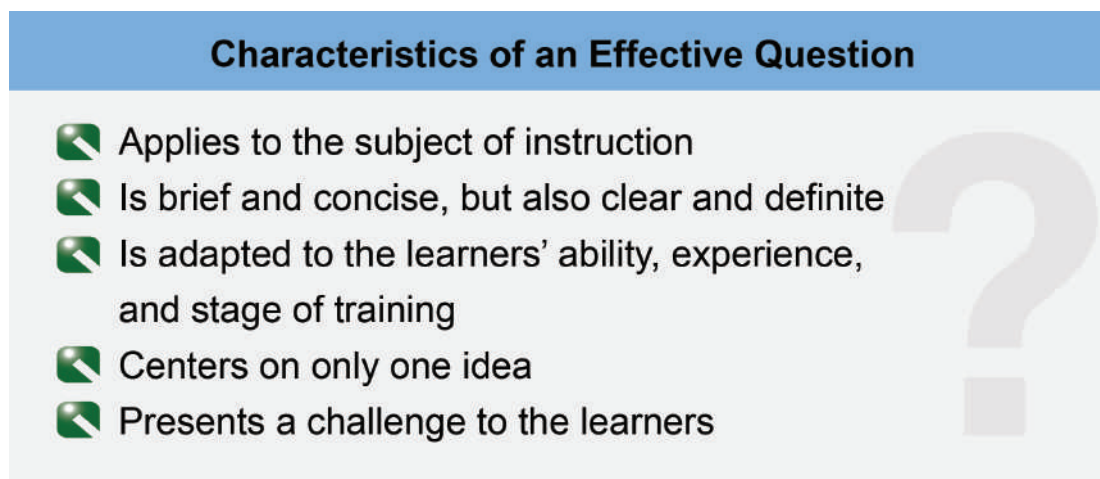 Characteristics of an Effective Question
Applies to the subject of instruction
Is brief and concise, but also clear and definite
Is adapted to the learners’ ability, experience,
and stage of training
Centers on only one idea
Presents a challenge to the learners
?